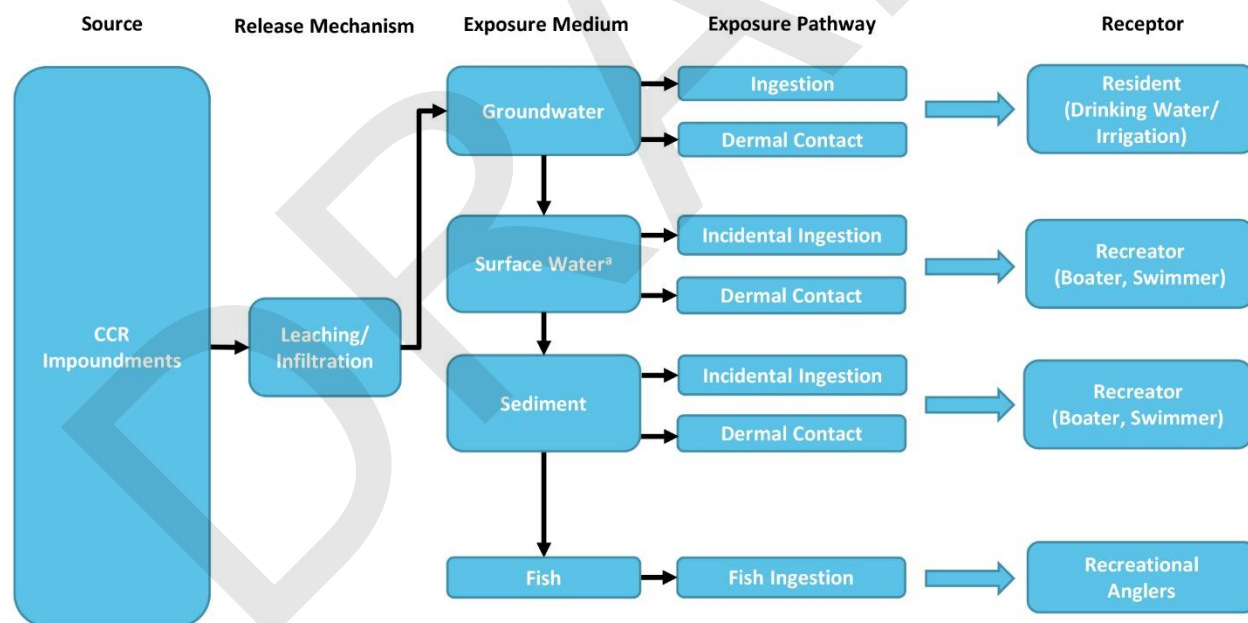 Source
Release Mechanism
Exposure Medium
Exposure Pathway
Receptor
CCR
Impoundments
Leaching/
Infiltration
Groundwater
Ingestion
Dermal Contact
Resident
(Drinking Water/
Irrigation)
Surface Waterᵃ
Incidental Ingestion
Dermal Contact
Recreator
(Boater, Swimmer)
Sediment
Incidental Ingestion
Dermal Contact
Recreator
(Boater, Swimmer)
Fish
Fish Ingestion
Recreational
Anglers